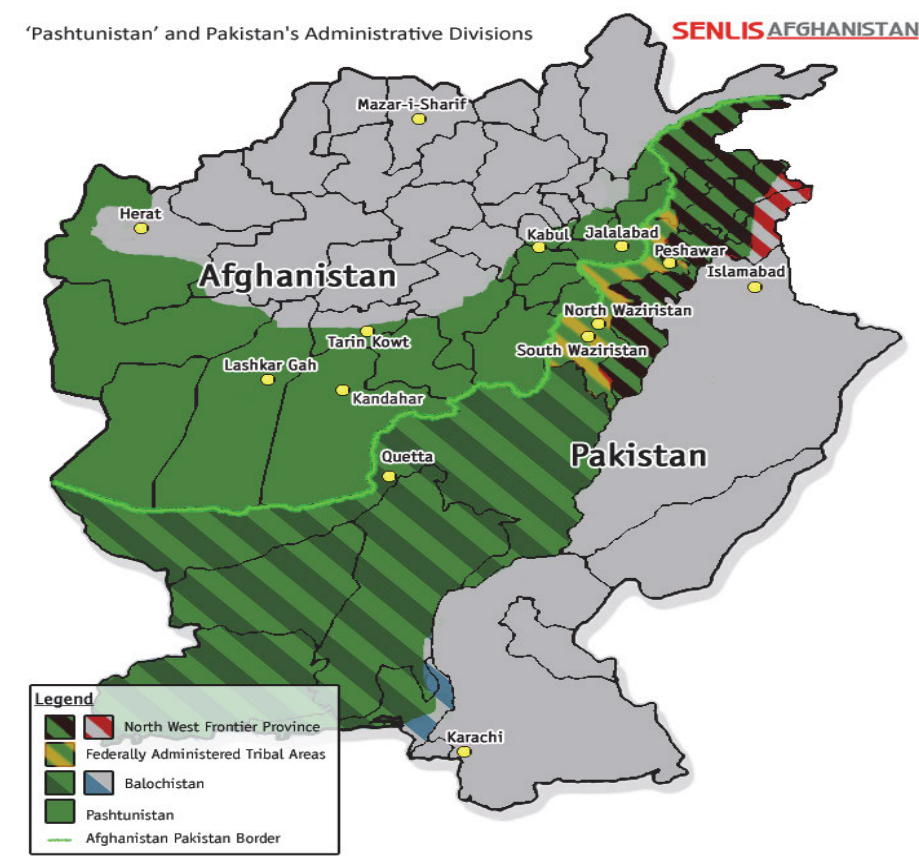 ‘Pashtunistan’ and Pakistan's Administrative Divisions
SENLIS AFGHANISTAN
Mazar-i-Sharif
Herat
Kabul
Jalalabad
Peshawar
Islamabad
Afghanistan
North Waziristan
Tarin Kowt
South Waziristan
Lashkar Gah
Kandahar
Quetta
Pakistan
Karachi
Legend
North West Frontier Province
Federally Administered Tribal Areas
Balochistan
Pashtunistan
Afghanistan Pakistan Border